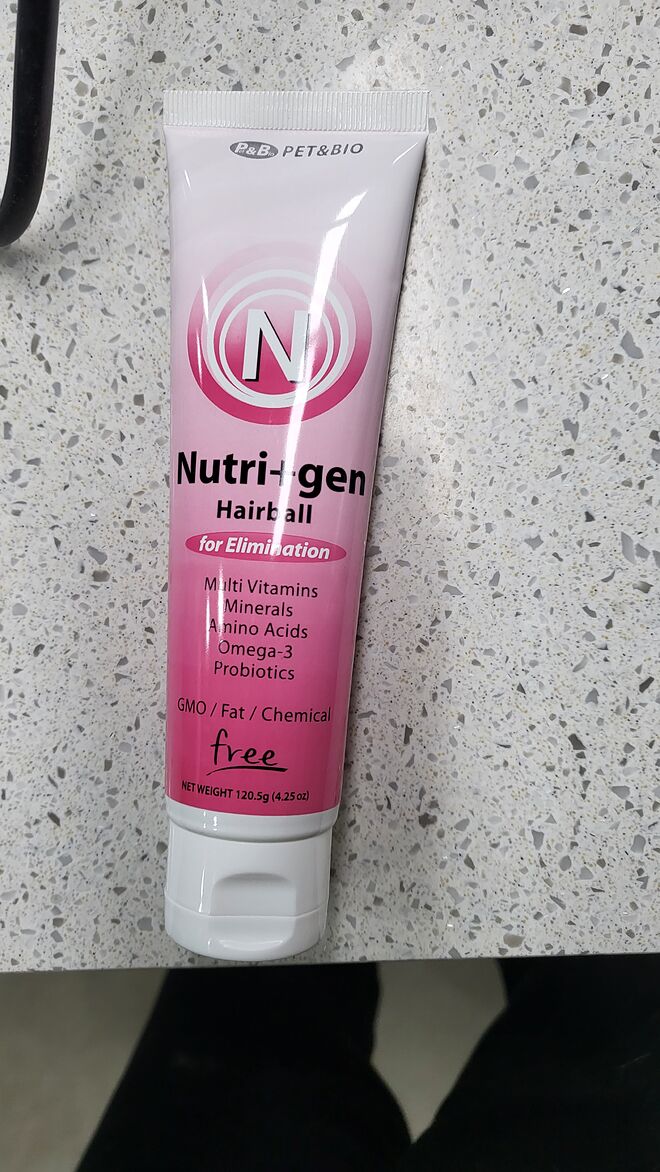 P&Bio PET&BIO
N
Nutri+gen
Hairball
for Elimination
Multi Vitamins
Minerals
Amino Acids
Omega-3
Probiotics
GMO / Fat / Chemical
free
NET WEIGHT 120.5g (4.25 oz)